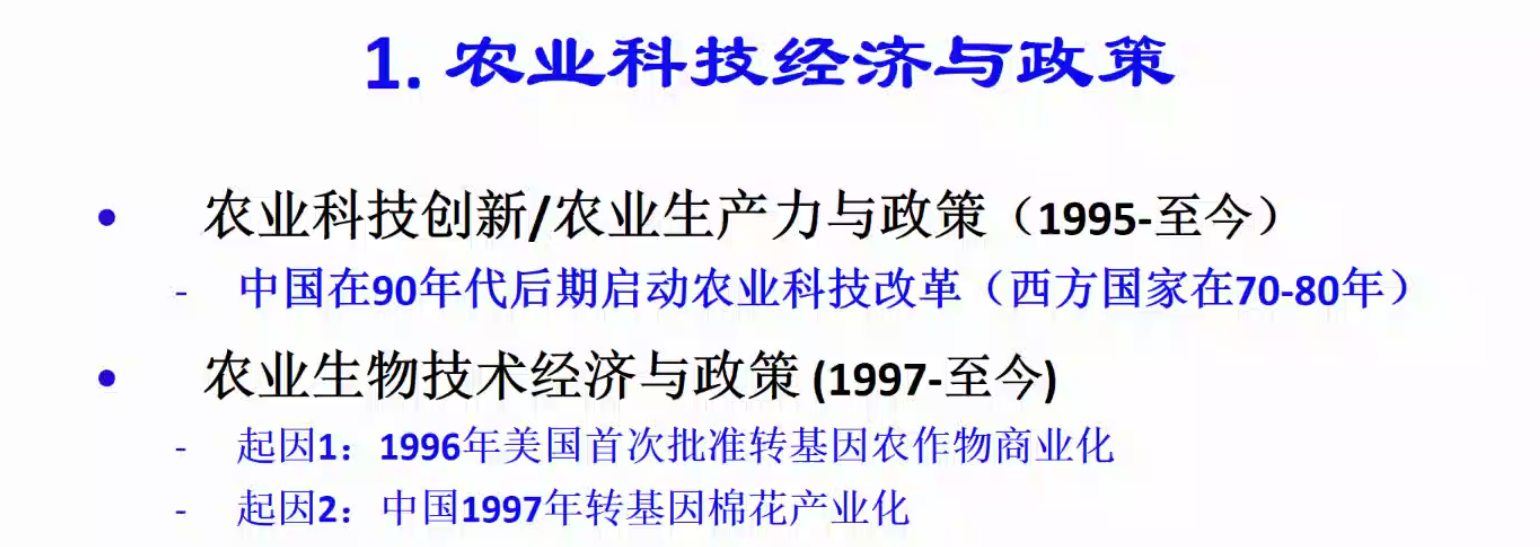 1. 农业科技经济与政策
• 农业科技创新/农业生产力与政策（1995-至今）
- 中国在90年代后期启动农业科技改革（西方国家在70-80年）
• 农业生物技术经济与政策 (1997-至今)
- 起因1：1996年美国首次批准转基因农作物商业化
- 起因2：中国1997年转基因棉花产业化